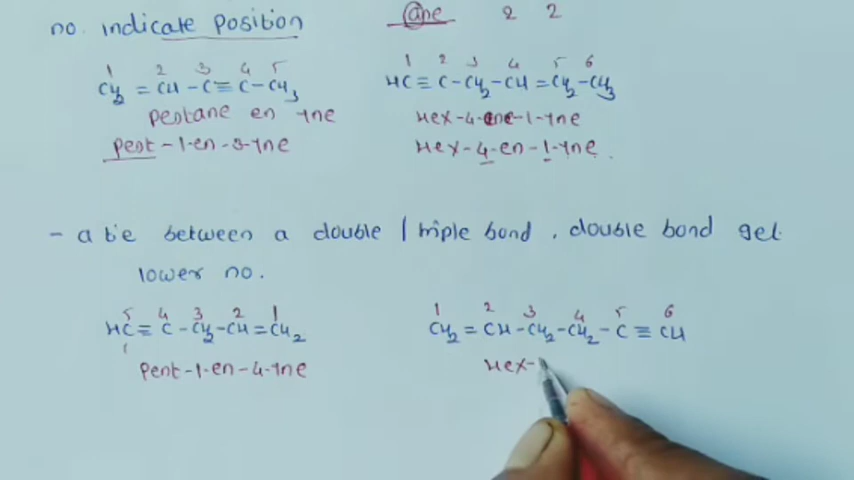 no. indicate position
ane 2 2
1 2 3 4 5
CH2 = CH - C ≡ C - CH3
pentane en yne
pent - 1 - en - 3 - yne
1 2 3 4 5 6
HC ≡ C - CH2 - CH = CH2 - CH3
Hex - 4 - ene - 1 - yne
Hex - 4 - en - 1 - yne .
- a tie between a double / triple bond , double bond get
lower no.
5 4 3 2 1
HC ≡ C - CH2 - CH = CH2
1
pent - 1 - en - 4 - yne
1 2 3 4 5 6
CH2 = CH - CH2 - CH2 - C ≡ CH
Hex -